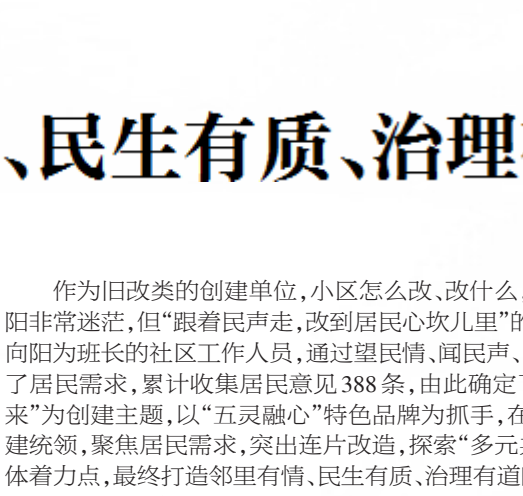 、民生有质、治理
作为旧改类的创建单位,小区怎么改、改什么,
阳非常迷茫,但“跟着民声走,改到居民心坎儿里”的
向阳为班长的社区工作人员,通过望民情、闻民声、
了居民需求,累计收集居民意见388条,由此确定了
来”为创建主题,以“五灵融心”特色品牌为抓手,在
建统领,聚焦居民需求,突出连片改造,探索“多元
体着力点,最终打造邻里有情、民生有质、治理有道